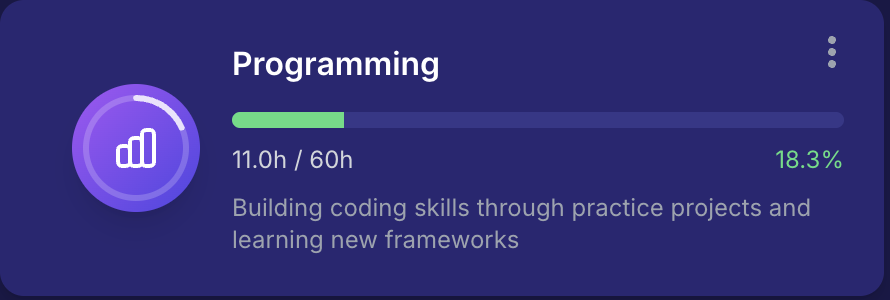 Programming
11.0h / 60h
18.3%
Building coding skills through practice projects and
learning new frameworks